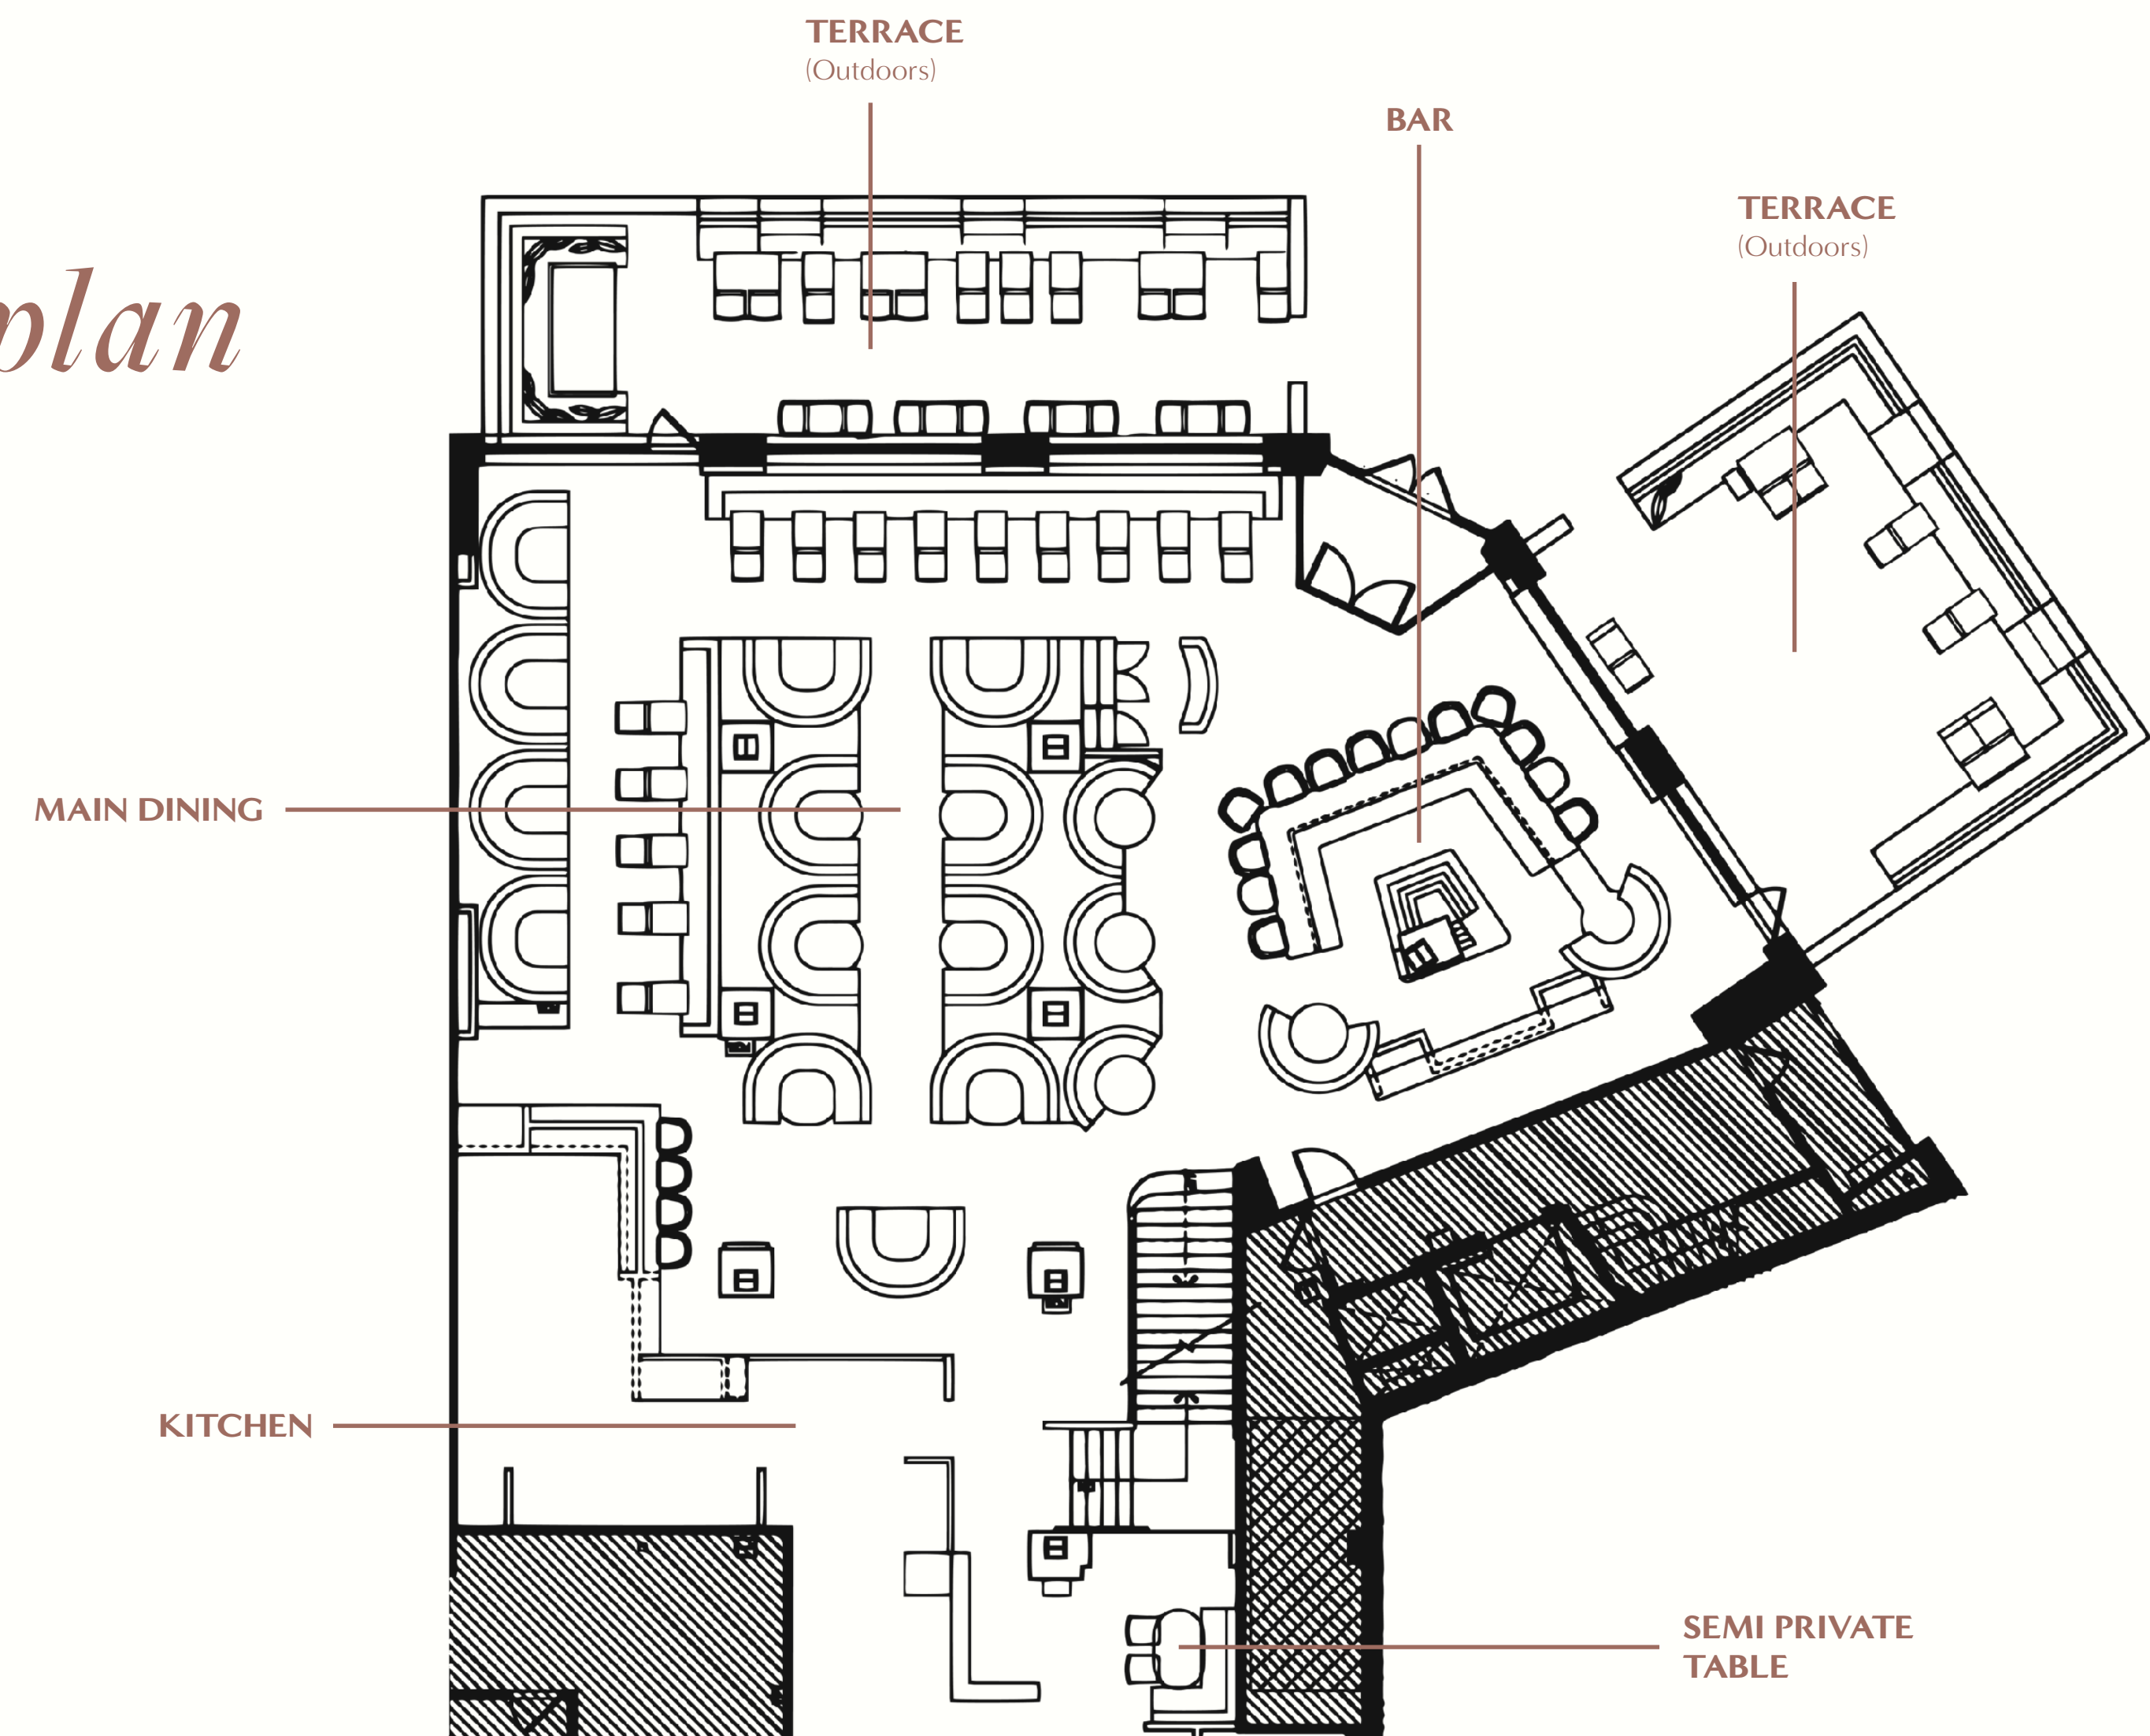 TERRACE
(Outdoors)
BAR
TERRACE
(Outdoors)
plan
MAIN DINING
KITCHEN
SEMI PRIVATE
TABLE